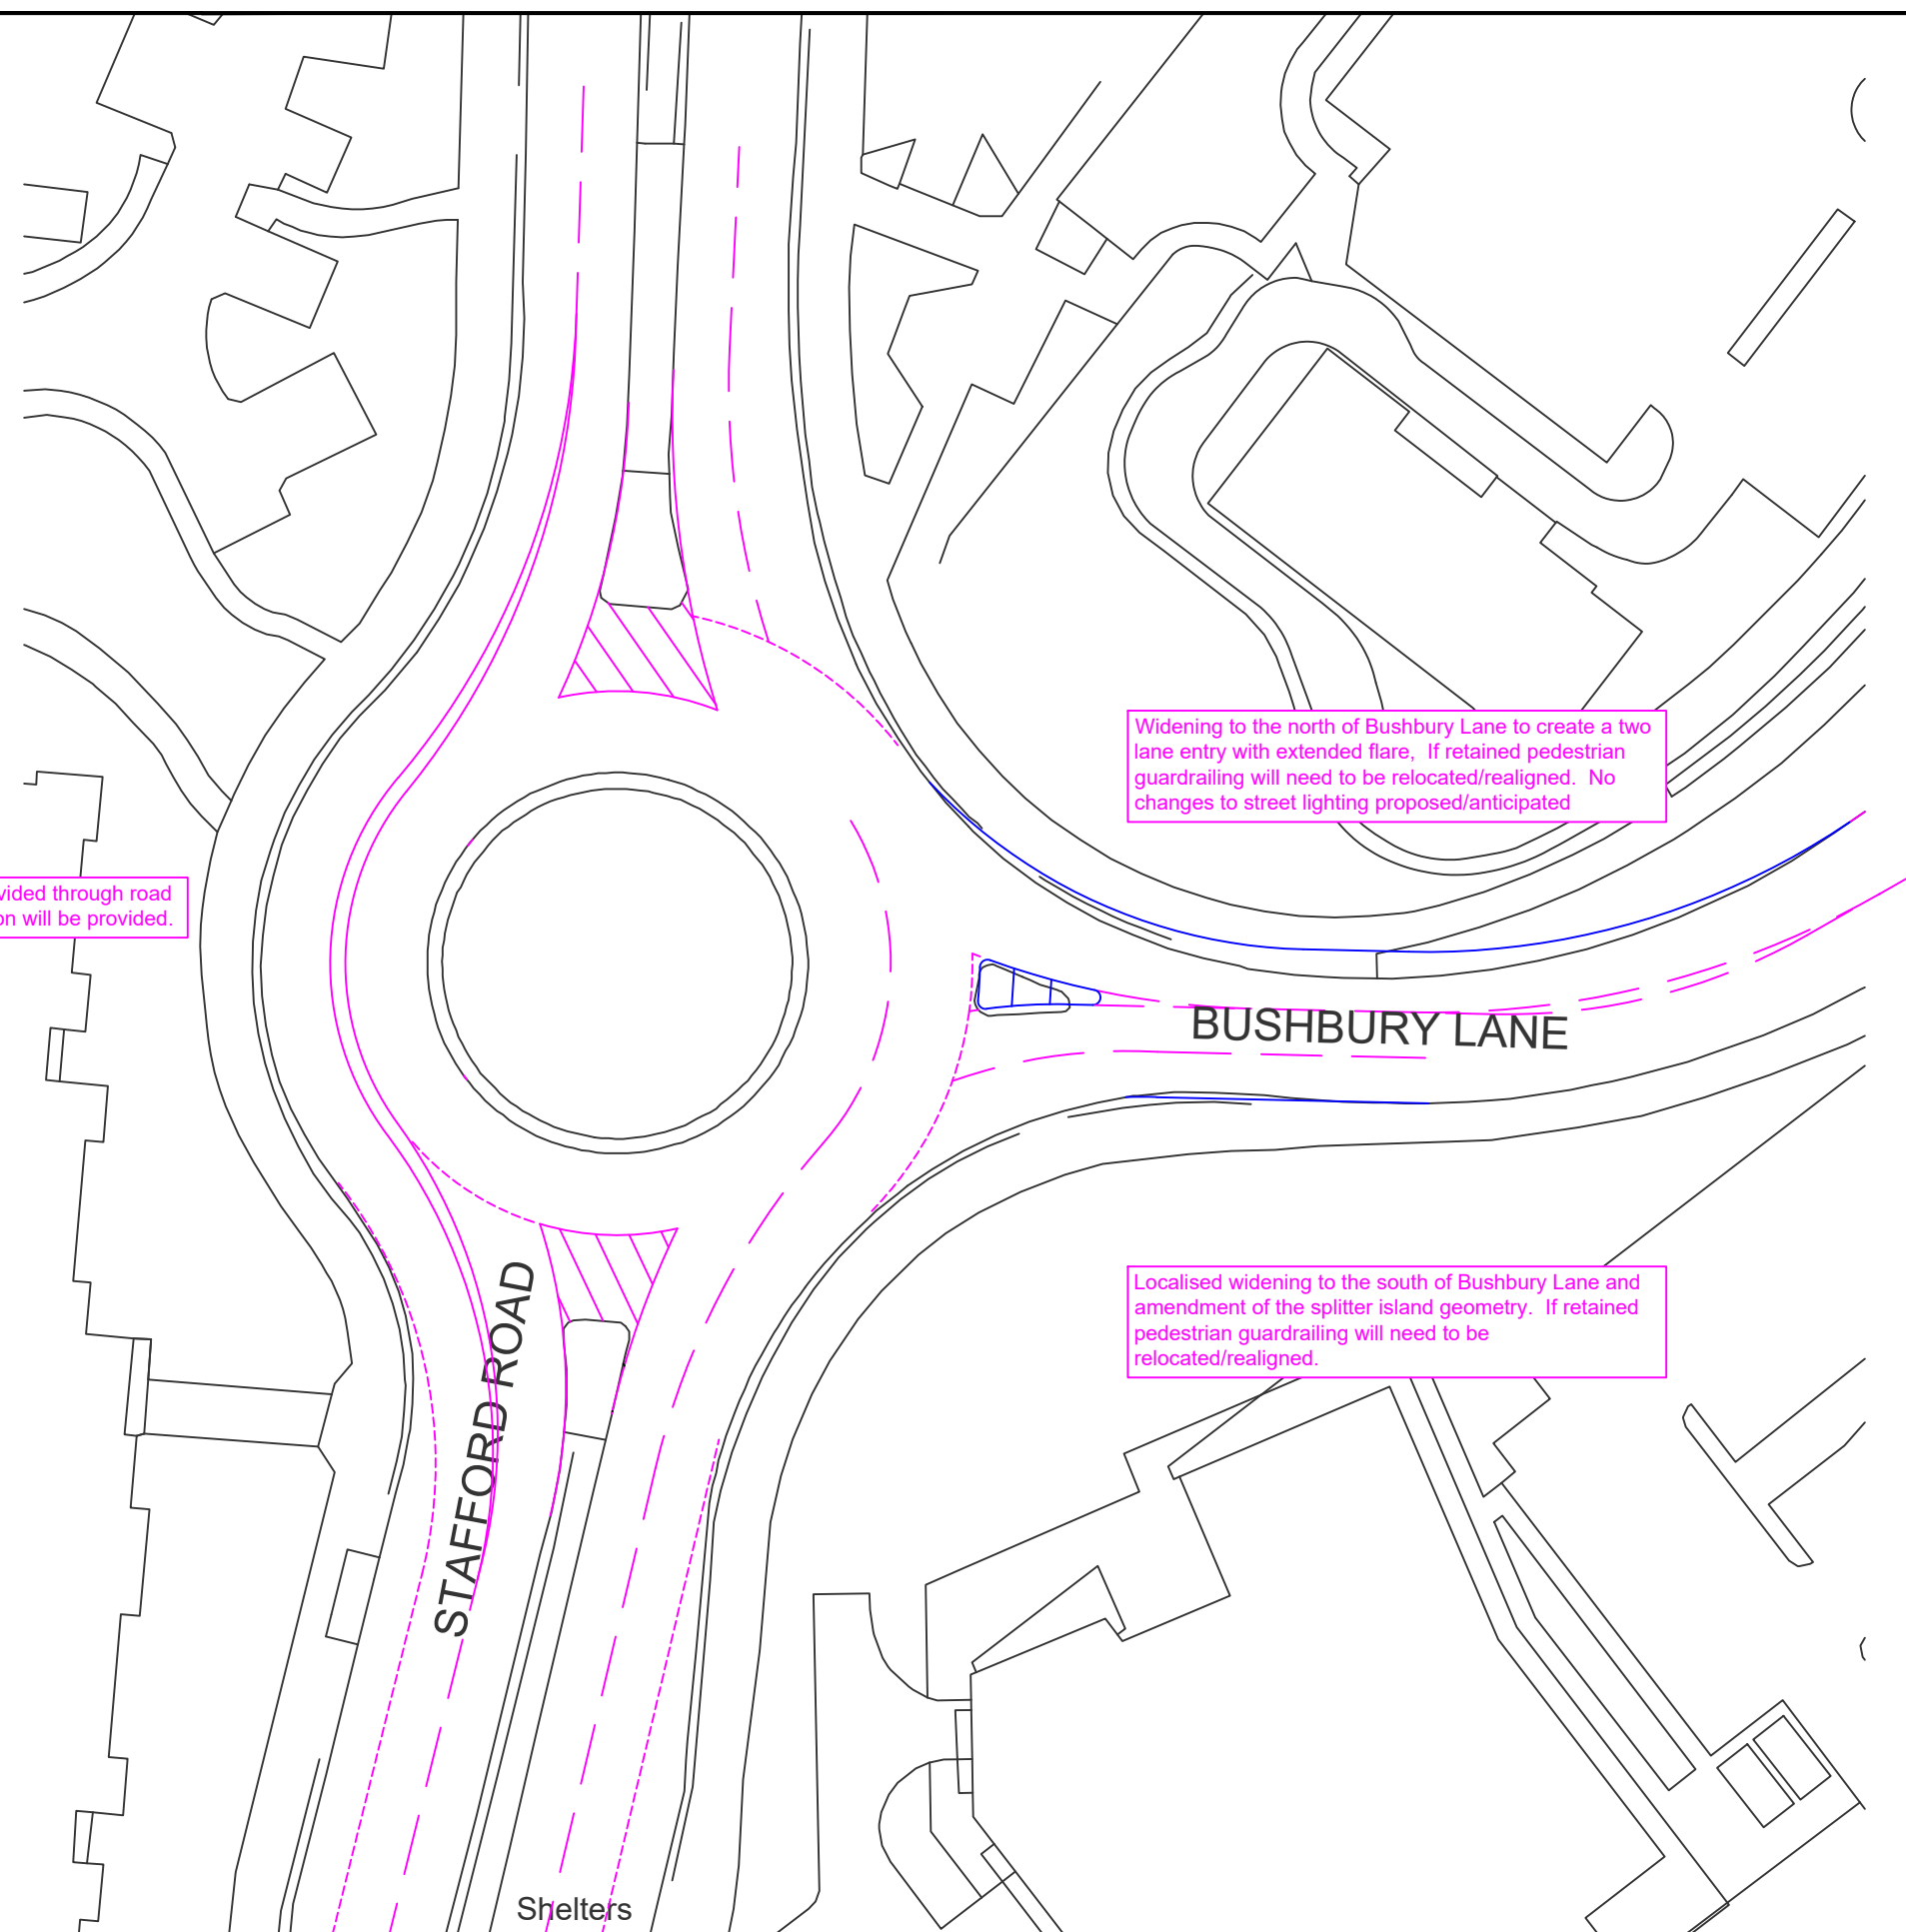 Widening to the north of Bushbury Lane to create a two
lane entry with extended flare, If retained pedestrian
guardrailing will need to be relocated/realigned. No
changes to street lighting proposed/anticipated
vided through road
on will be provided.
BUSHBURY LANE
Localised widening to the south of Bushbury Lane and
amendment of the splitter island geometry. If retained
pedestrian guardrailing will need to be
relocated/realigned.
STAFFORD ROAD
Shelters